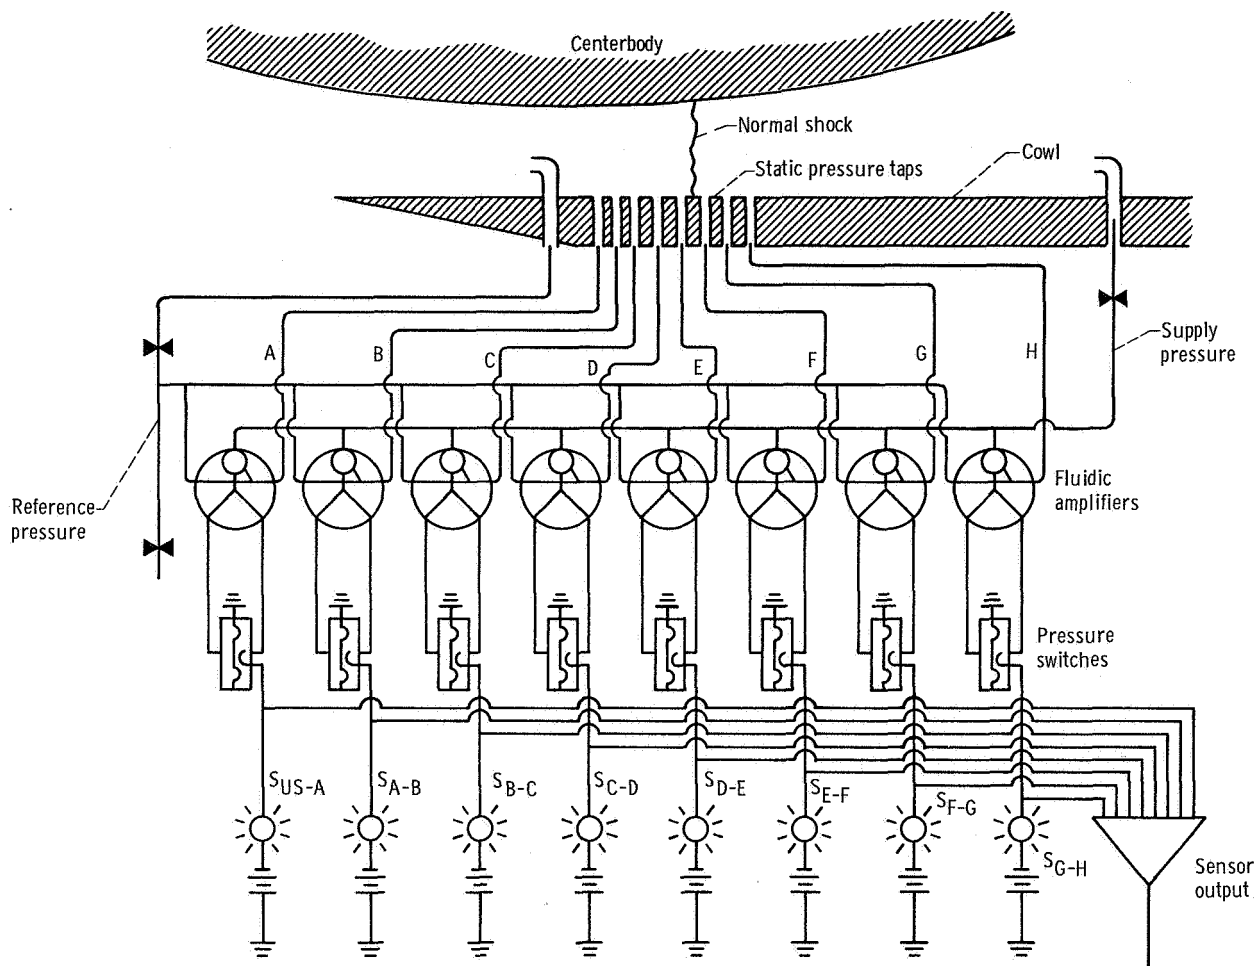 Centerbody
Normal shock
Static pressure taps
Cowl
A
B
C
D
E
F
G
H
Supply
pressure
Reference
pressure
Fluidic
amplifiers
Pressure
switches
S_US-A
S_A-B
S_B-C
S_C-D
S_D-E
S_E-F
S_F-G
S_G-H
Sensor
output